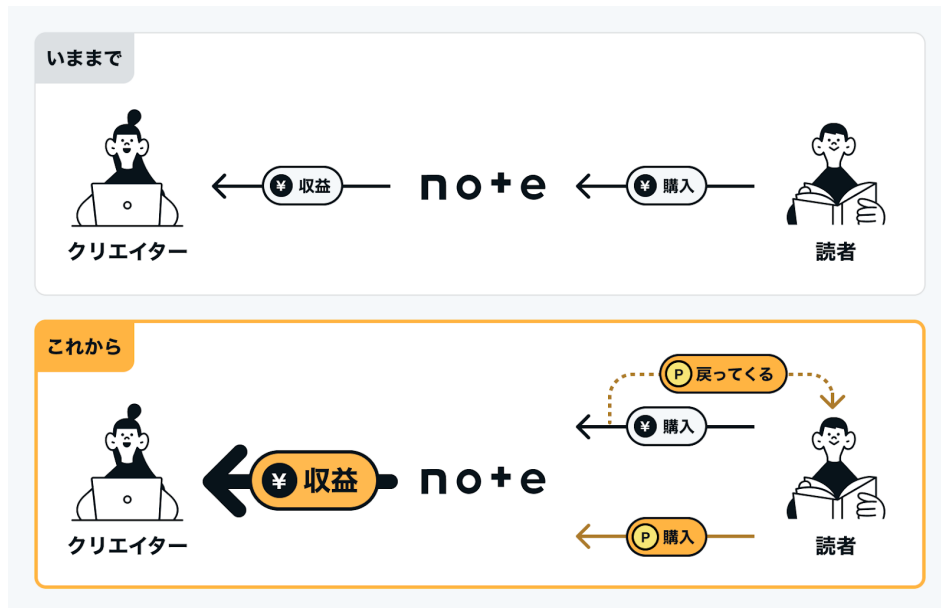 いままで
¥ 収益
note
¥ 購入
クリエイター
読者
これから
P 戻ってくる
¥ 購入
¥ 収益
note
P 購入
クリエイター
読者